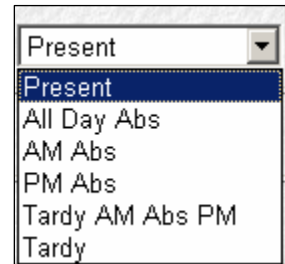 Present
Present
All Day Abs
AM Abs
PM Abs
Tardy AM Abs PM
Tardy